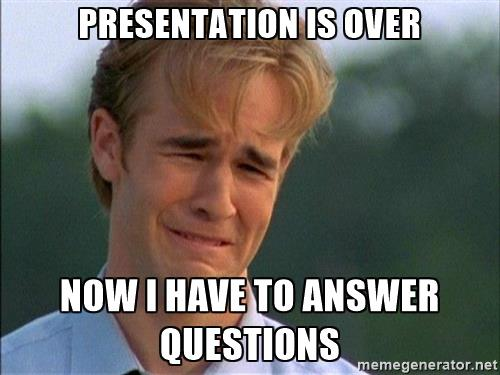 PRESENTATION IS OVER
NOW I HAVE TO ANSWER
QUESTIONS
memegenerator.net